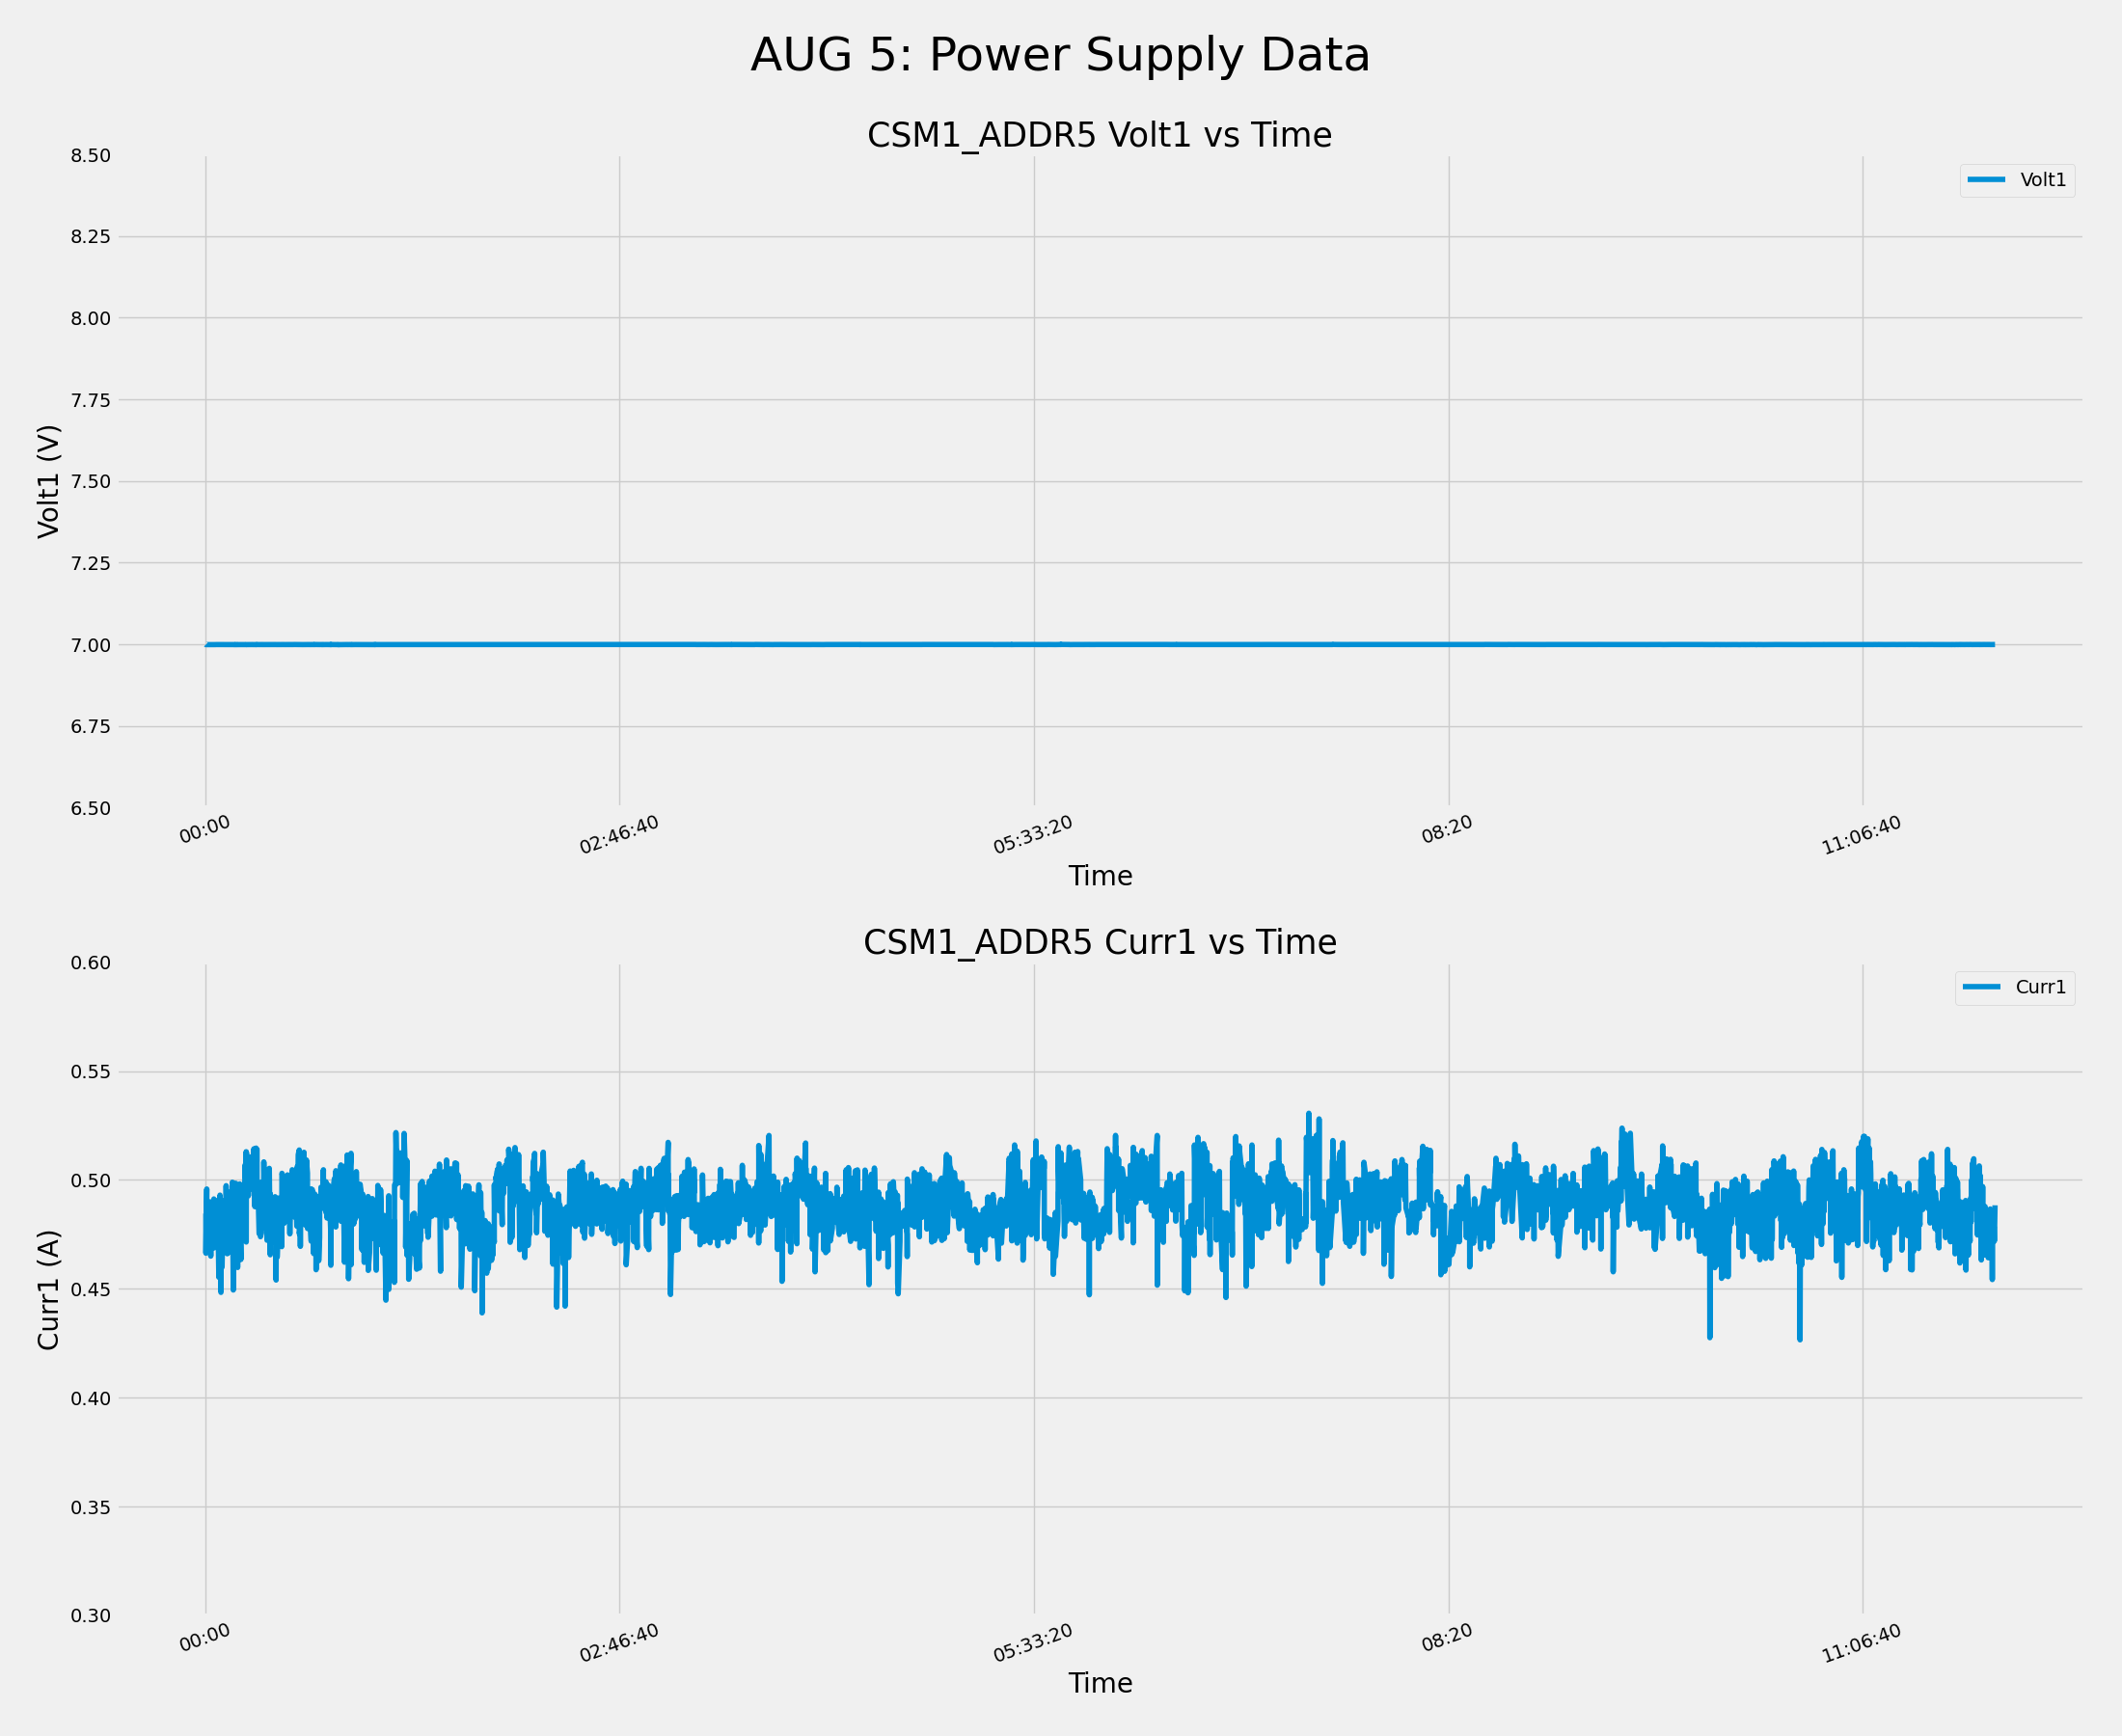 AUG 5: Power Supply Data
CSM1_ADDR5 Volt1 vs Time
8.50
8.25
8.00
7.75
7.50
7.25
7.00
6.75
6.50
Volt1 (V)
Volt1
00:00
02:46:40
05:33:20
08:20
11:06:40
Time
CSM1_ADDR5 Curr1 vs Time
0.60
0.55
0.50
0.45
0.40
0.35
0.30
Curr1 (A)
Curr1
00:00
02:46:40
05:33:20
08:20
11:06:40
Time